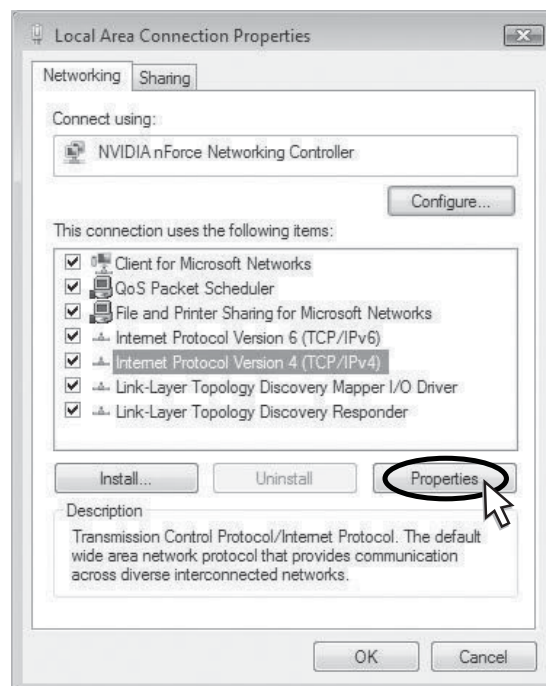 Local Area Connection Properties
Networking
Sharing
Connect using:
NVIDIA nForce Networking Controller
Configure...
This connection uses the following items:
Client for Microsoft Networks
QoS Packet Scheduler
File and Printer Sharing for Microsoft Networks
Internet Protocol Version 6 (TCP/IPv6)
Internet Protocol Version 4 (TCP/IPv4)
Link-Layer Topology Discovery Mapper I/O Driver
Link-Layer Topology Discovery Responder
Install...
Uninstall
Properties
Description
Transmission Control Protocol/Internet Protocol. The default
wide area network protocol that provides communication
across diverse interconnected networks.
OK
Cancel